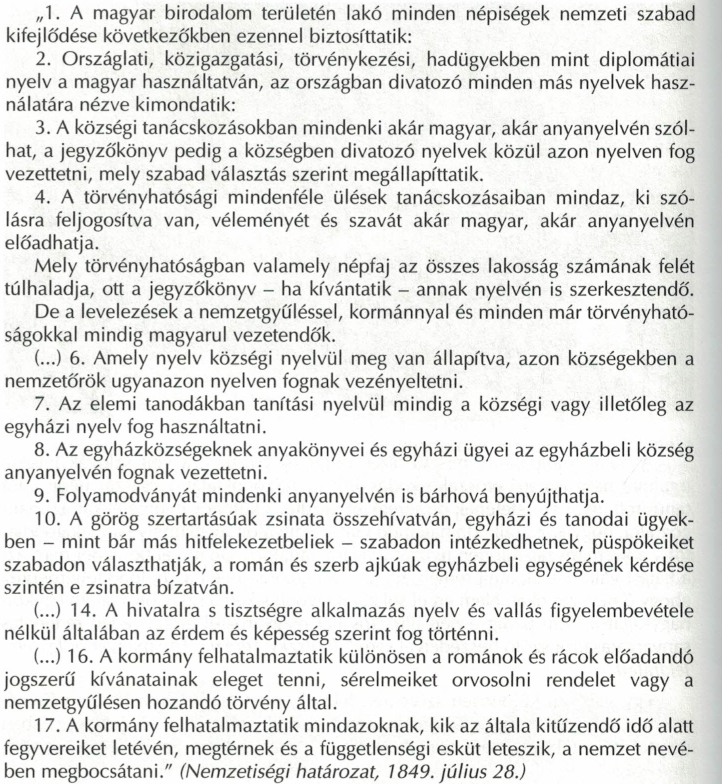 „1. A magyar birodalom területén lakó minden népiségek nemzeti szabad
kifejlődése következőkben ezennel biztosíttatik:
2. Országlati, közigazgatási, törvénykezési, hadügyekben mint diplomátiai
nyelv a magyar használtatván, az országban divatozó minden más nyelvek hasz-
nálatára nézve kimondatik:
3. A községi tanácskozásokban mindenki akár magyar, akár anyanyelvén szól-
hat, a jegyzőkönyv pedig a községben divatozó nyelvek közül azon nyelven fog
vezettetni, mely szabad választás szerint megállapíttatik.
4. A törvényhatósági mindenféle ülések tanácskozásaiban mindaz, ki szó-
lásra feljogosítva van, véleményét és szavát akár magyar, akár anyanyelvén
előadhatja.
Mely törvényhatóságban valamely népfaj az összes lakosság számának felét
túlhaladja, ott a jegyzőkönyv – ha kívántatik – annak nyelvén is szerkesztendő.
De a levelezések a nemzetgyűléssel, kormánnyal és minden már törvényható-
ságokkal mindig magyarul vezetendők.
(...) 6. Amely nyelv községi nyelvül meg van állapítva, azon községekben a
nemzetőrök ugyanazon nyelven fognak vezényeltetni.
7. Az elemi tanodákban tanítási nyelvül mindig a községi vagy illetőleg az
egyházi nyelv fog használtatni.
8. Az egyházközségeknek anyakönyvei és egyházi ügyei az egyházbeli község
anyanyelvén fognak vezettetni.
9. Folyamodványát mindenki anyanyelvén is bárhová benyújthatja.
10. A görög szertartásúak zsinata összehívatván, egyházi és tanodai ügyek-
ben – mint bár más hitfelekezetbeliek – szabadon intézkedhetnek, püspökeiket
szabadon választhatják, a román és szerb ajkúak egyházbeli egységének kérdése
szintén e zsinatra bízatván.
(...) 14. A hivatalra s tisztségre alkalmazás nyelv és vallás figyelembevétele
nélkül általában az érdem és képesség szerint fog történni.
(...) 16. A kormány felhatalmaztatik különösen a románok és rácok előadandó
jogszerű kívánatainak eleget tenni, sérelmeiket orvosolni rendelet vagy a
nemzetgyűlésen hozandó törvény által.
17. A kormány felhatalmaztatik mindazoknak, kik az általa kitűzendő idő alatt
fegyvereiket letévén, megtérnek és a függetlenségi esküt leteszik, a nemzet nevé-
ben megbocsátani.” (Nemzetiségi határozat, 1849. július 28.)